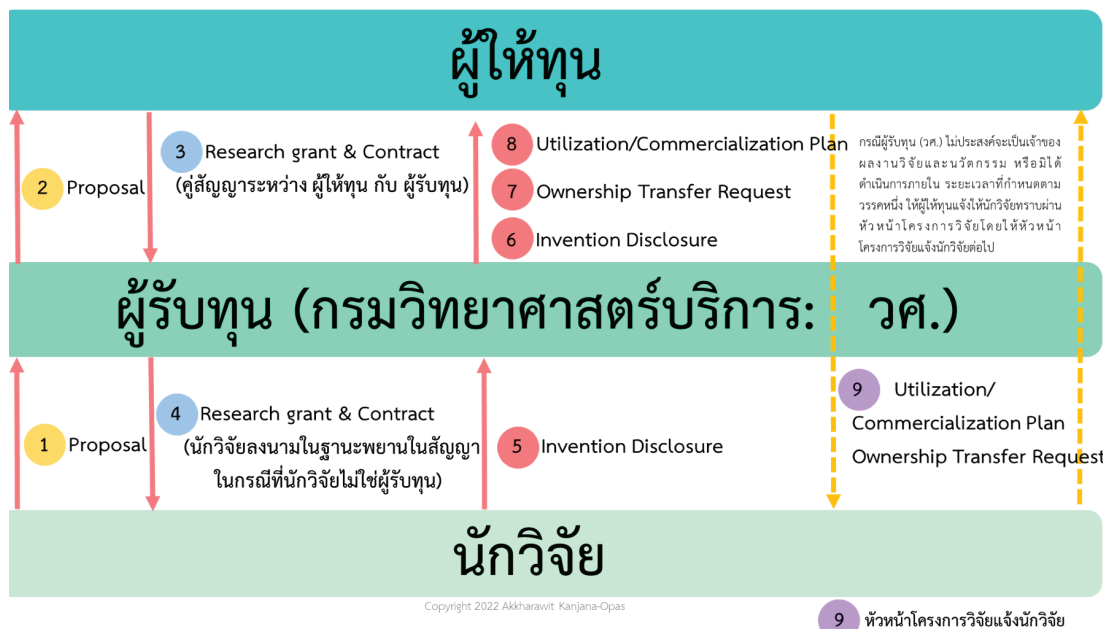 ผู้ให้ทุน
2 Proposal
3 Research grant & Contract
(คู่สัญญาระหว่าง ผู้ให้ทุน กับ ผู้รับทุน)
8 Utilization/Commercialization Plan
7 Ownership Transfer Request
6 Invention Disclosure
กรณีผู้รับทุน (วศ.) ไม่ประสงค์จะเป็นเจ้าของ
ผลงานวิจัยและนวัตกรรม หรือมิได้
ดำเนินการภายใน ระยะเวลาที่กำหนดตาม
วรรคหนึ่ง ให้ผู้ให้ทุนแจ้งให้นักวิจัยทราบผ่าน
หัวหน้าโครงการวิจัยโดยให้หัวหน้า
โครงการวิจัยแจ้งนักวิจัยต่อไป
ผู้รับทุน (กรมวิทยาศาสตร์บริการ: วศ.)
1 Proposal
4 Research grant & Contract
(นักวิจัยลงนามในฐานะพยานในสัญญา
ในกรณีที่นักวิจัยไม่ใช่ผู้รับทุน)
5 Invention Disclosure
9 Utilization/
Commercialization Plan
Ownership Transfer Request
นักวิจัย
Copyright 2022 Akkharawit Kanjana-Opas
9 หัวหน้าโครงการวิจัยแจ้งนักวิจัย